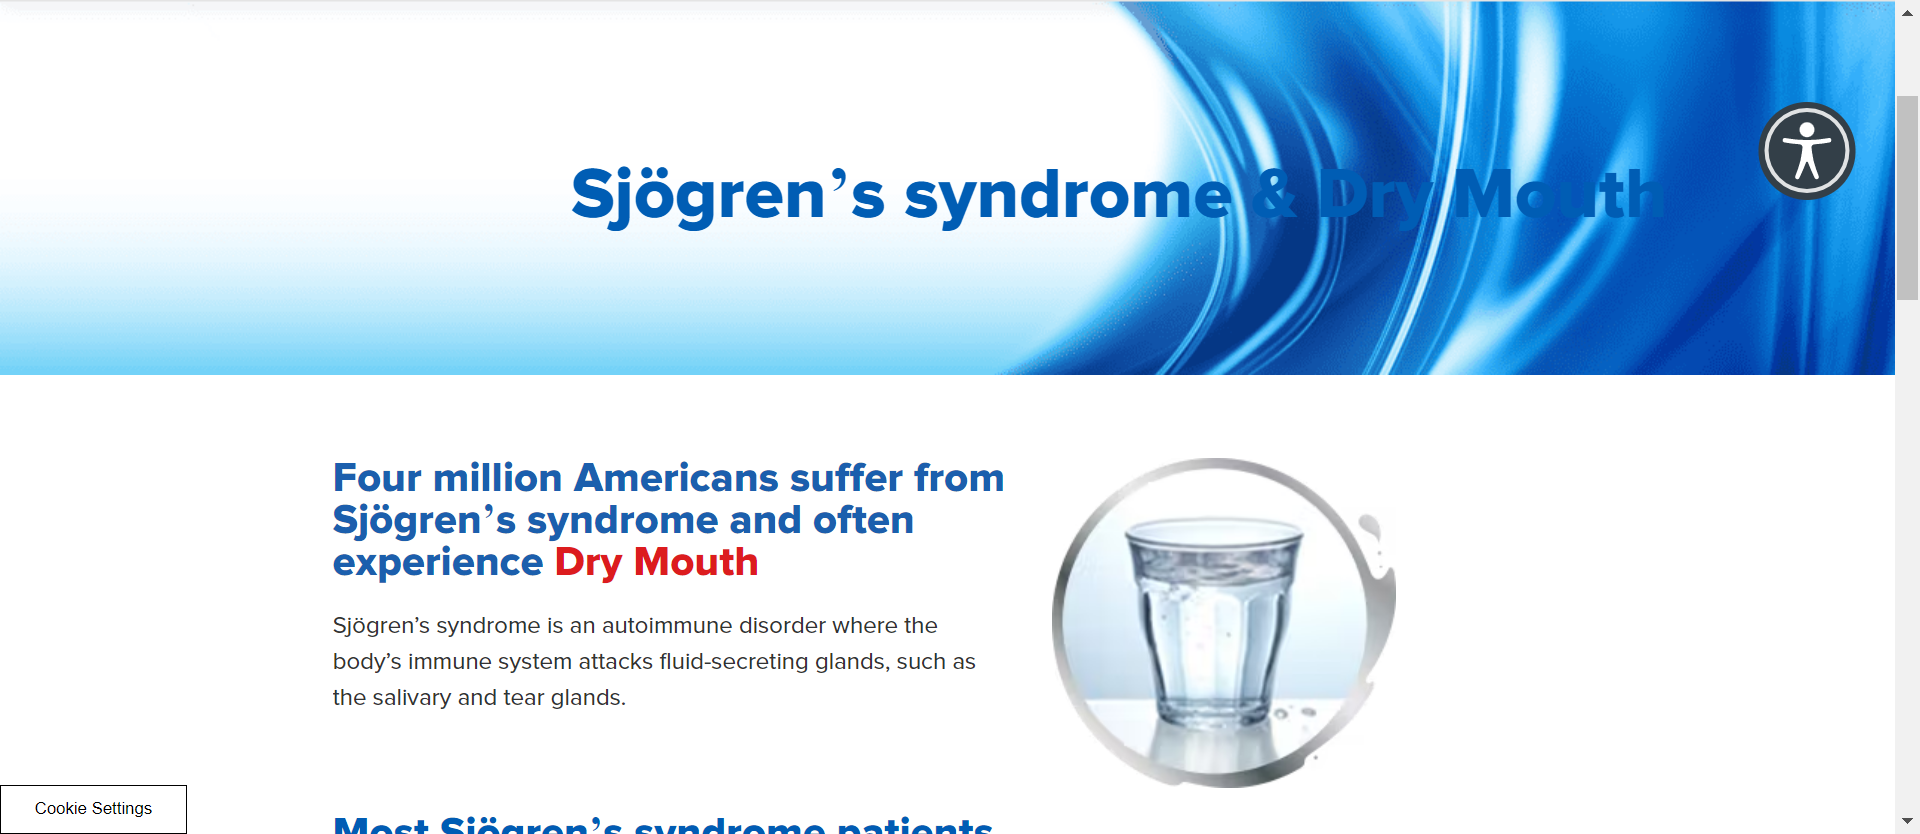 Sjögren’s syndrome & Dry Mouth
Four million Americans suffer from
Sjögren’s syndrome and often
experience Dry Mouth
Sjögren’s syndrome is an autoimmune disorder where the
body’s immune system attacks fluid-secreting glands, such as
the salivary and tear glands.
Cookie Settings
Most Sjögren’s syndrome patients